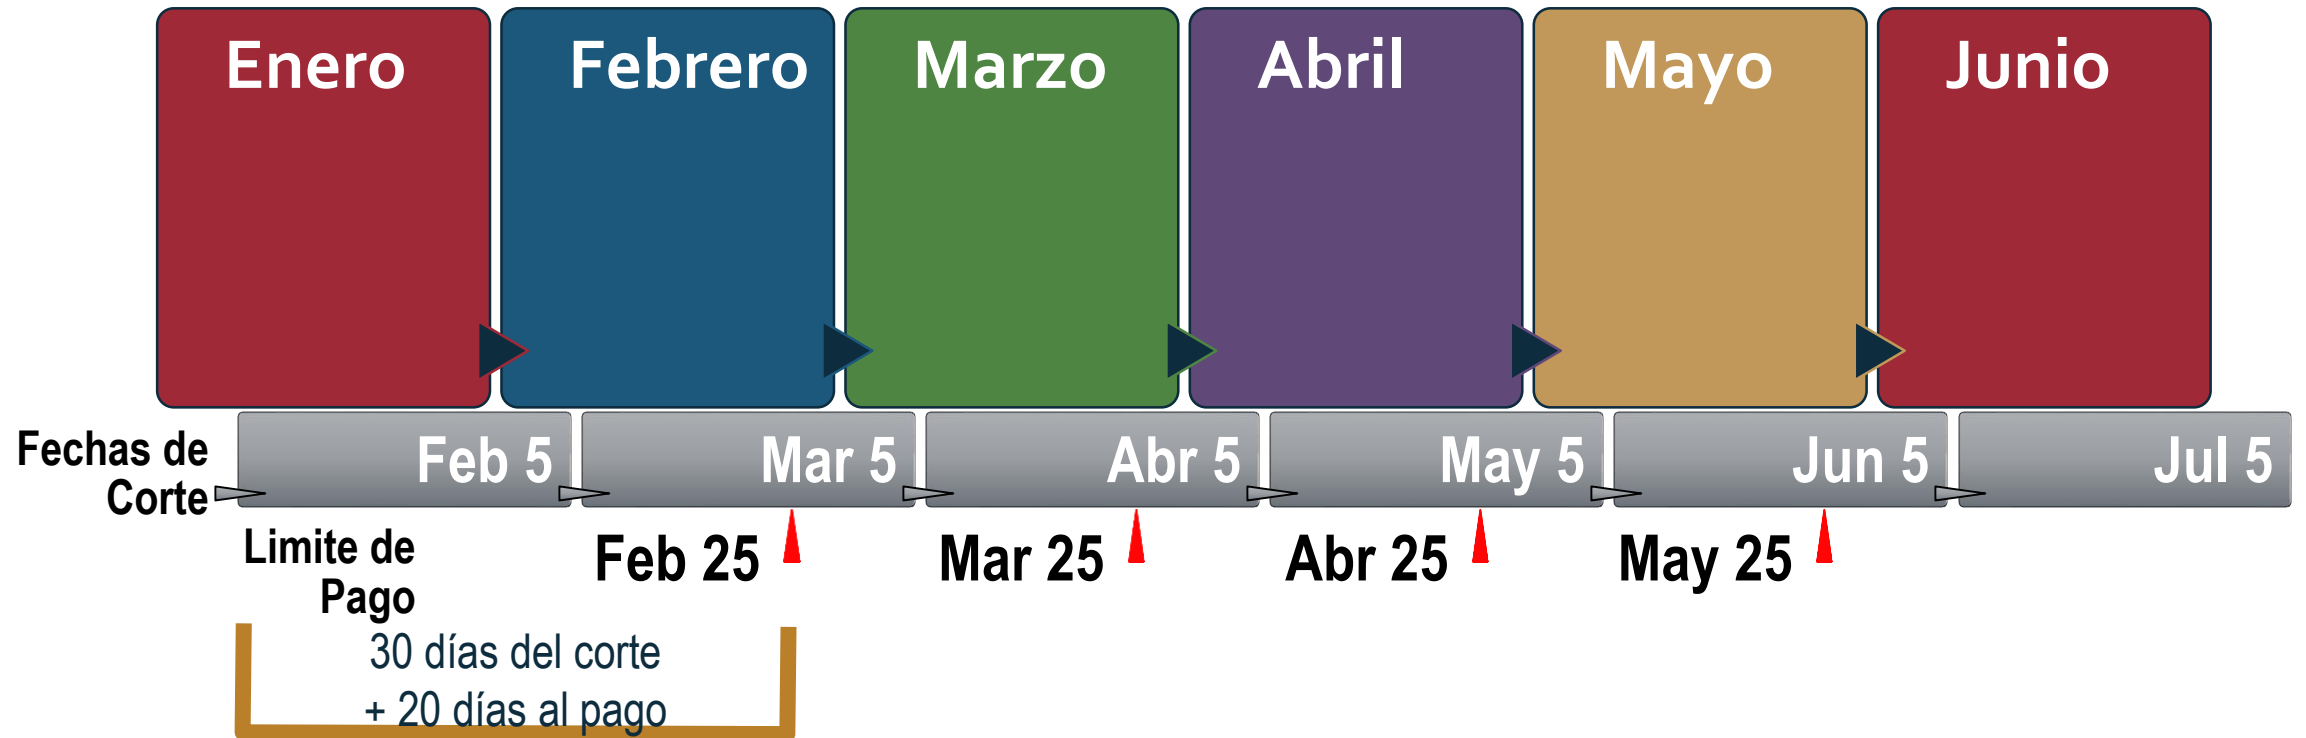 Enero
Febrero
Marzo
Abril
Mayo
Junio
Fechas de
Corte
Feb 5
Mar 5
Abr 5
May 5
Jun 5
Jul 5
Limite de
Pago
Feb 25
Mar 25
Abr 25
May 25
30 días del corte
+ 20 días al pago